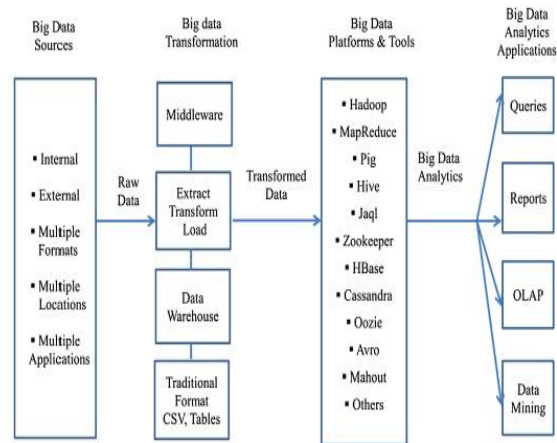 Big Data
Sources
Big data
Transformation
Big Data
Platforms & Tools
Big Data
Analytics
Applications
▪ Internal
▪ External
▪ Multiple
Formats
▪ Multiple
Locations
▪ Multiple
Applications
Raw
Data
Middleware
Extract
Transform
Load
Data
Warehouse
Traditional
Format
CSV, Tables
Transformed
Data
▪ Hadoop
▪ MapReduce
▪ Pig
▪ Hive
▪ Jaql
▪ Zookeeper
▪ HBase
▪ Cassandra
▪ Oozie
▪ Avro
▪ Mahout
▪ Others
Big Data
Analytics
Queries
Reports
OLAP
Data
Mining